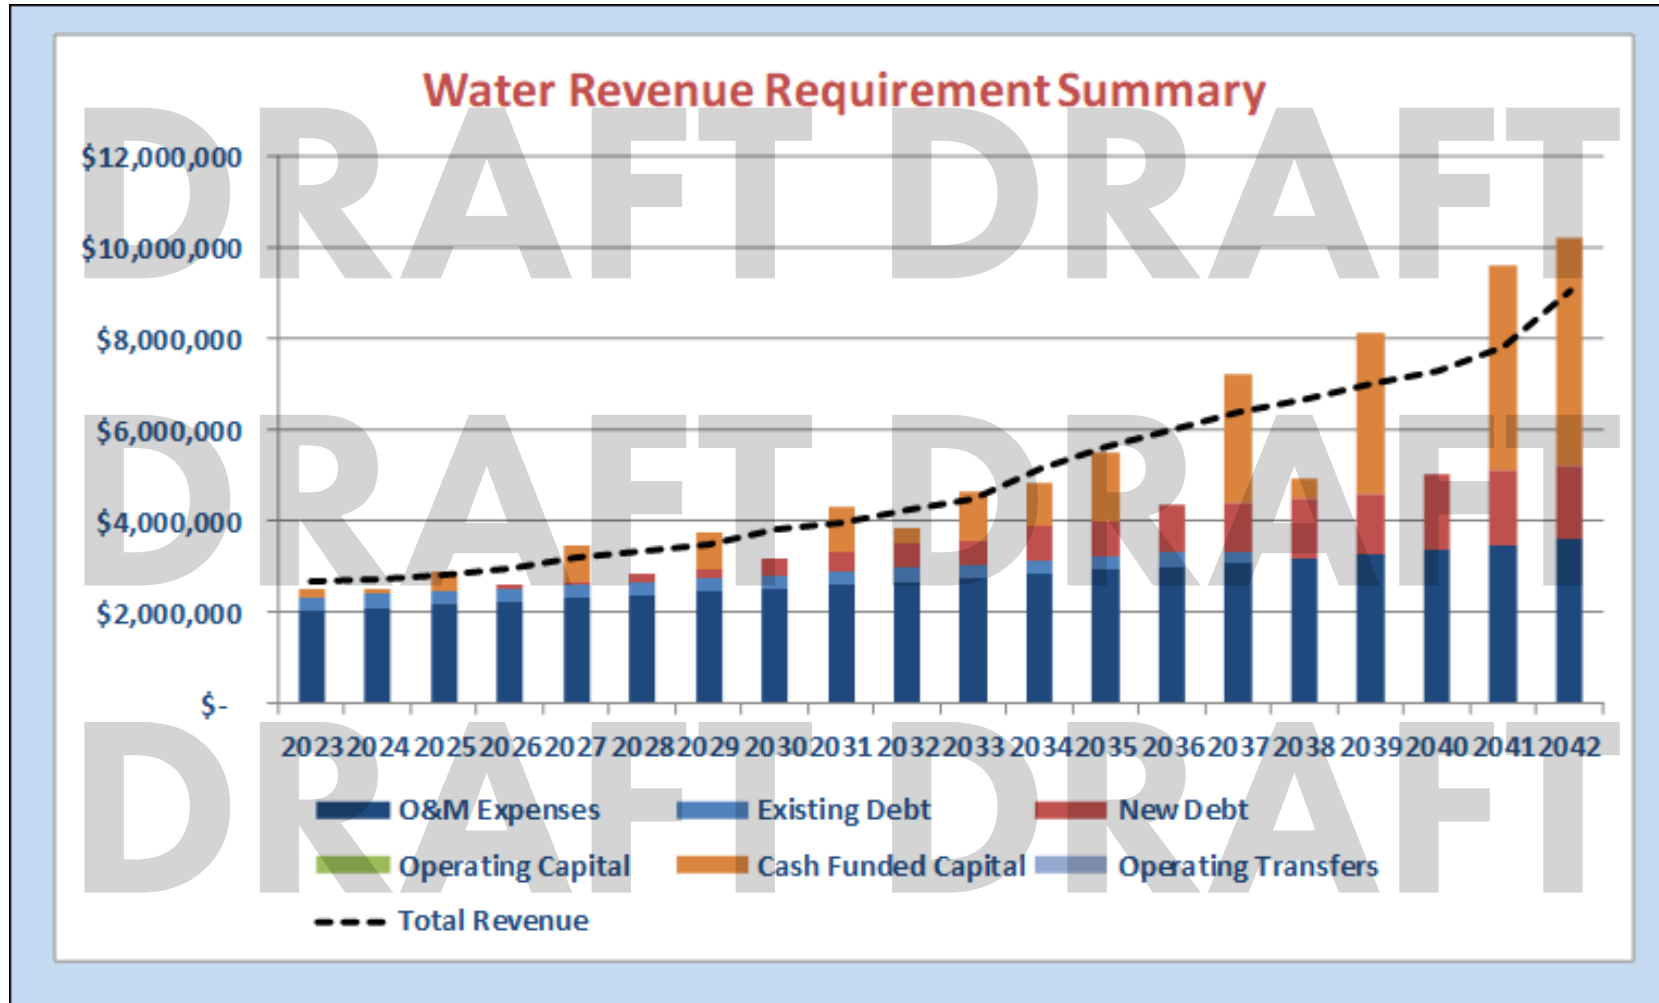 Water Revenue Requirement Summary
DRAFT DRAFT
$12,000,000
$10,000,000
$8,000,000
DRAFT DRAFT
$6,000,000
$4,000,000
$2,000,000
$-
DRAFT DRAFT
2023 2024 2025 2026 2027 2028 2029 2030 2031 2032 2033 2034 2035 2036 2037 2038 2039 2040 2041 2042
O&M Expenses Existing Debt New Debt
Operating Capital Cash Funded Capital Operating Transfers
Total Revenue